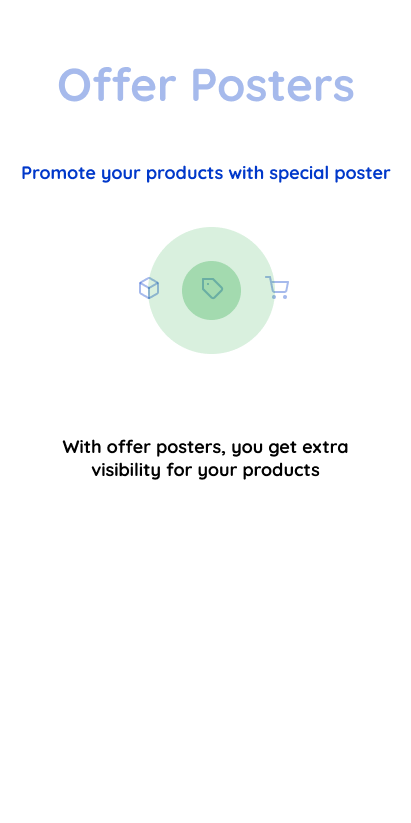 Offer Posters
Promote your products with special poster
With offer posters, you get extra
visibility for your products